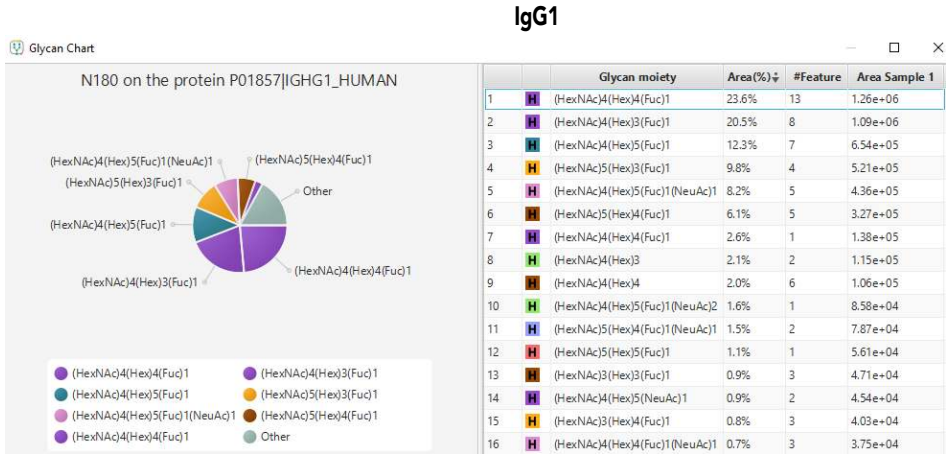 IgG1
Glycan Chart
N180 on the protein P01857|IGHG1_HUMAN
(HexNAc)4(Hex)5(Fuc)1(NeuAc)1
(HexNAc)5(Hex)4(Fuc)1
(HexNAc)5(Hex)3(Fuc)1
Other
(HexNAc)4(Hex)5(Fuc)1
(HexNAc)4(Hex)4(Fuc)1
(HexNAc)4(Hex)3(Fuc)1
(HexNAc)4(Hex)4(Fuc)1 (HexNAc)4(Hex)3(Fuc)1
(HexNAc)4(Hex)5(Fuc)1 (HexNAc)5(Hex)3(Fuc)1
(HexNAc)4(Hex)5(Fuc)1(NeuAc)1 (HexNAc)5(Hex)4(Fuc)1
(HexNAc)4(Hex)4(Fuc)1 Other
Glycan moiety Area(%) #Feature Area Sample 1
1 H (HexNAc)4(Hex)4(Fuc)1 23.6% 13 1.26e+06
2 H (HexNAc)4(Hex)3(Fuc)1 20.5% 8 1.09e+06
3 H (HexNAc)4(Hex)5(Fuc)1 12.3% 7 6.54e+05
4 H (HexNAc)5(Hex)3(Fuc)1 9.8% 4 5.21e+05
5 H (HexNAc)4(Hex)5(Fuc)1(NeuAc)1 8.2% 5 4.36e+05
6 H (HexNAc)5(Hex)4(Fuc)1 6.1% 5 3.27e+05
7 H (HexNAc)4(Hex)4(Fuc)1 2.6% 1 1.38e+05
8 H (HexNAc)4(Hex)3 2.1% 2 1.15e+05
9 H (HexNAc)4(Hex)4 2.0% 6 1.06e+05
10 H (HexNAc)4(Hex)5(Fuc)1(NeuAc)2 1.6% 1 8.58e+04
11 H (HexNAc)5(Hex)4(Fuc)1(NeuAc)1 1.5% 2 7.87e+04
12 H (HexNAc)5(Hex)5(Fuc)1 1.1% 1 5.61e+04
13 H (HexNAc)3(Hex)3(Fuc)1 0.9% 3 4.71e+04
14 H (HexNAc)4(Hex)5(NeuAc)1 0.9% 2 4.54e+04
15 H (HexNAc)3(Hex)4(Fuc)1 0.8% 3 4.03e+04
16 H (HexNAc)4(Hex)4(Fuc)1(NeuAc)1 0.7% 3 3.75e+04